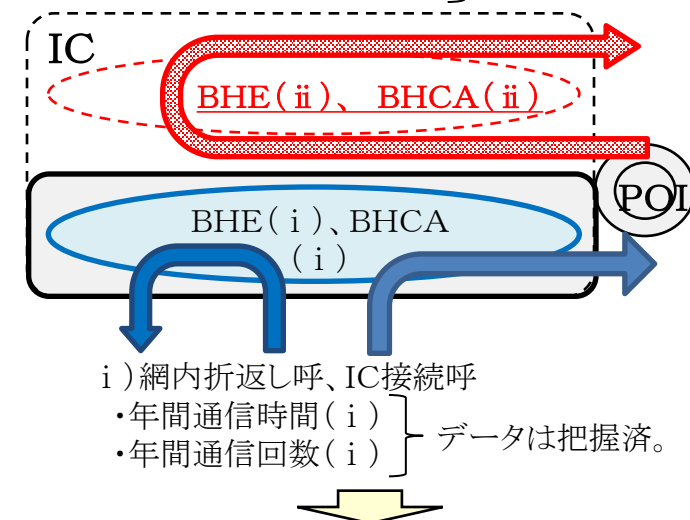 IC
BHE(ⅱ)、 BHCA(ⅱ)
POI
BHE(ⅰ)、BHCA
(ⅰ)
ⅰ)網内折返し呼、IC接続呼
・年間通信時間(ⅰ)
・年間通信回数(ⅰ)
データは把握済。